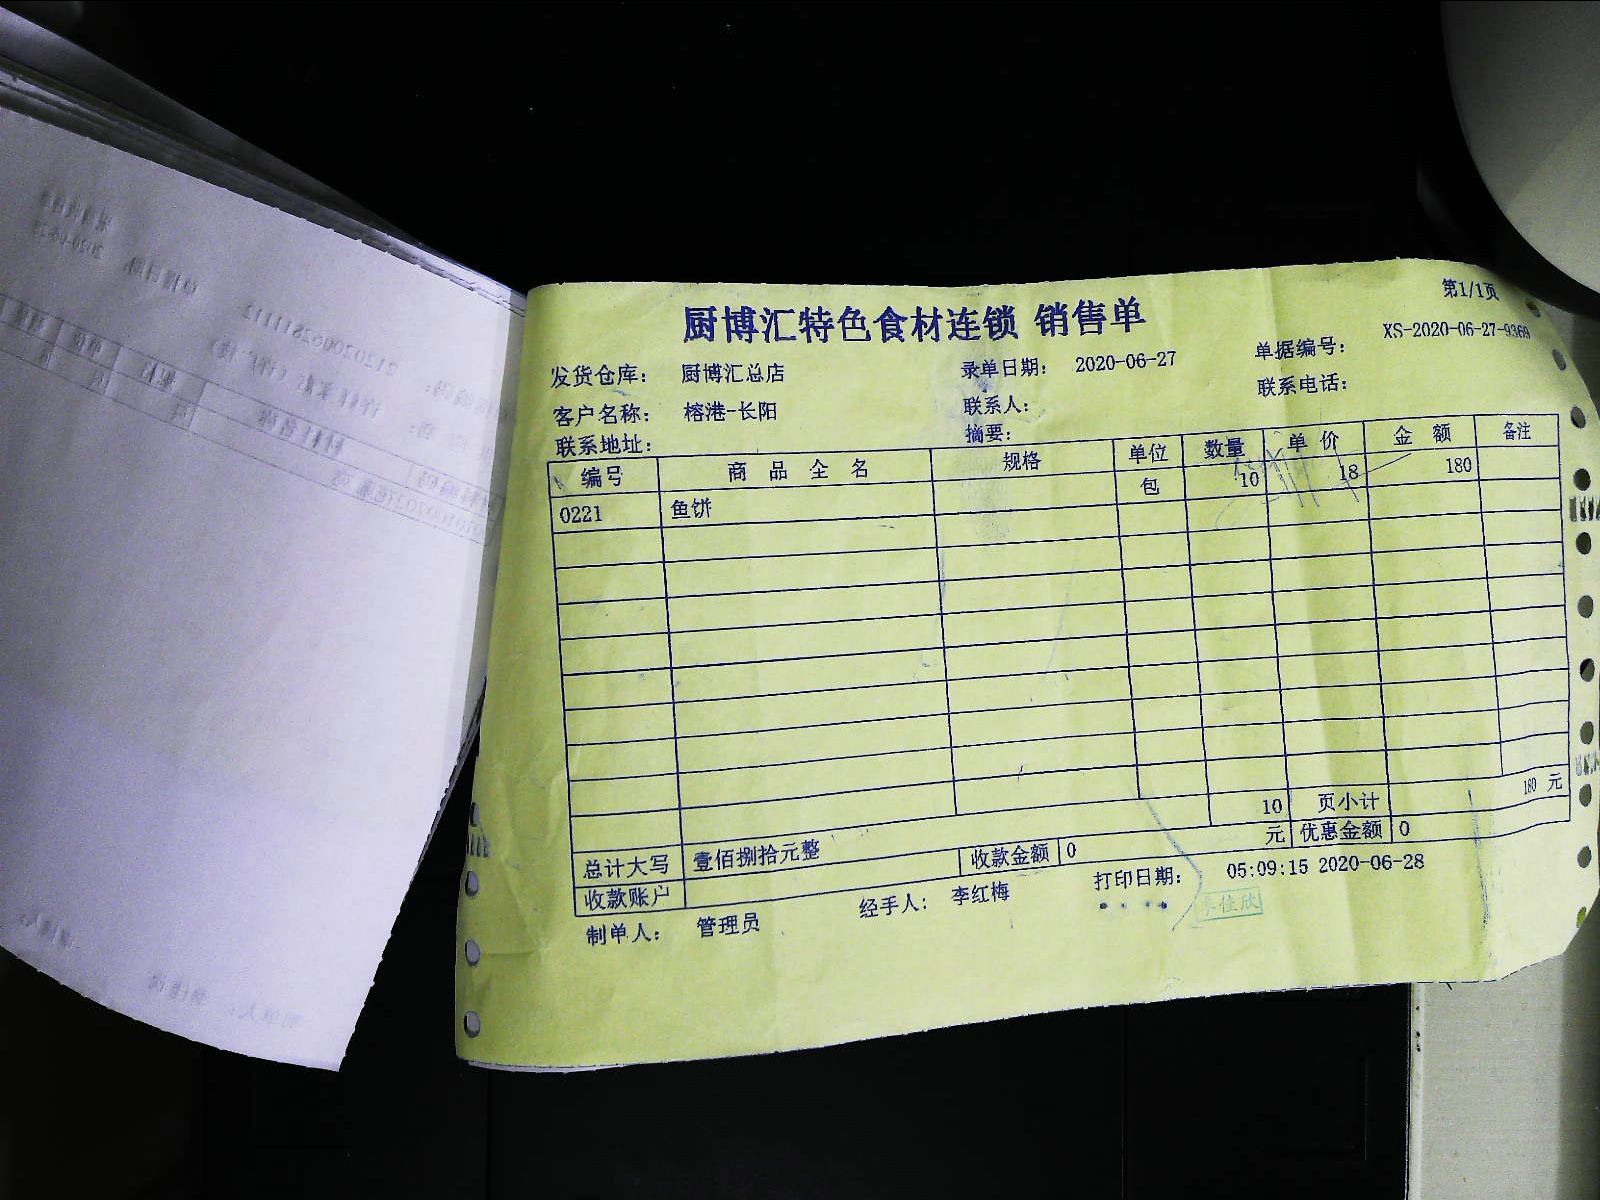 第1/1页
厨博汇特色食材连锁 销售单
发货仓库： 厨博汇总店 录单日期： 2020-06-27 单据编号： XS-2020-06-27-9369
客户名称： 榕港-长阳 联系人： 联系电话：
联系地址： 摘要：
编号 商品全名 规格 单位 数量 单价 金额 备注
0221 鱼饼 包 10 18 180
10 页小计 180 元
总计大写 壹佰捌拾元整 收款金额 0 元 优惠金额 0
收款账户
制单人： 管理员 经手人： 李红梅 打印日期： 05:09:15 2020-06-28